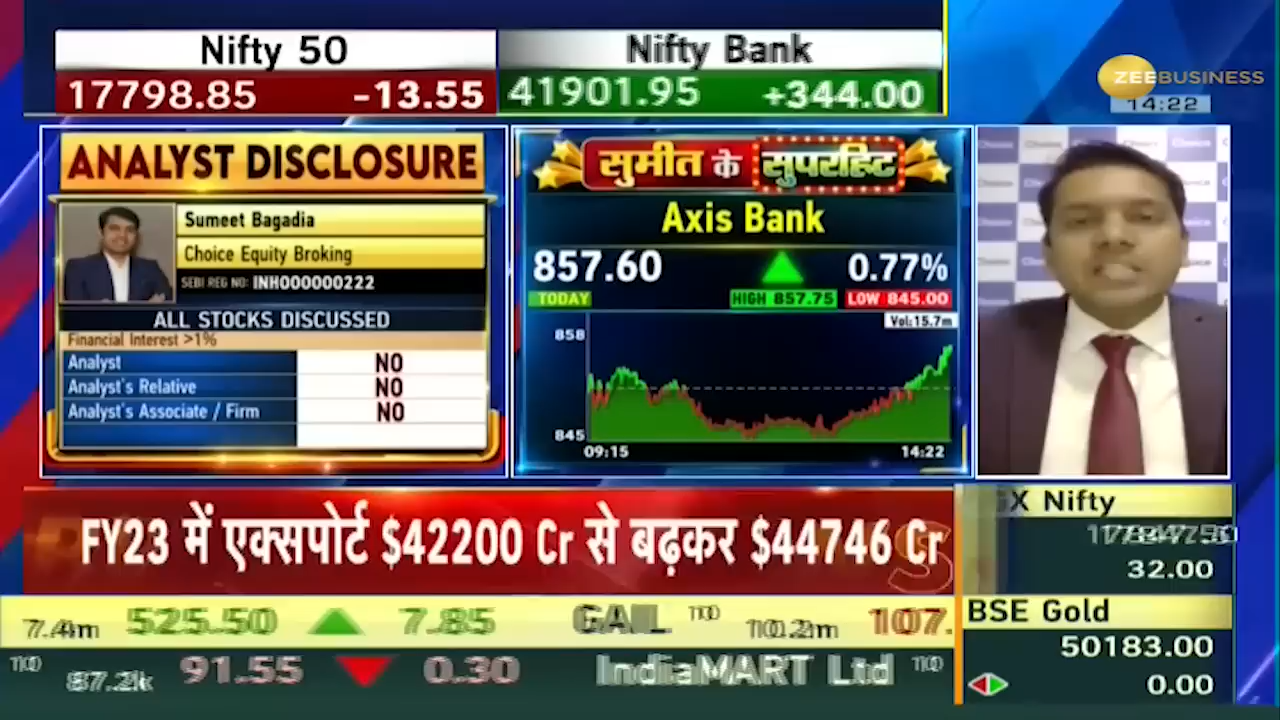 Nifty 50
17798.85 -13.55
Nifty Bank
41901.95 +344.00
ZEEBUSINESS
14:22
ANALYST DISCLOSURE
Sumeet Bagadia
Choice Equity Broking
SEBI REG NO: INH000000222
ALL STOCKS DISCUSSED
Financial Interest >1%
Analyst NO
Analyst's Relative NO
Analyst's Associate / Firm NO
सुमीत के सुपरहिट
Axis Bank
857.60 0.77%
TODAY HIGH 857.75 LOW 845.00
Vol:15.7m
858
845
09:15 14:22
Choice
FY23 में एक्सपोर्ट $42200 Cr से बढ़कर $44746 Cr
GX Nifty
32.00
BSE Gold
50183.00
0.00
7.4m 525.50 7.85 GAIL 100.2m 107.
87.2k 91.55 0.30 IndiaMART Ltd